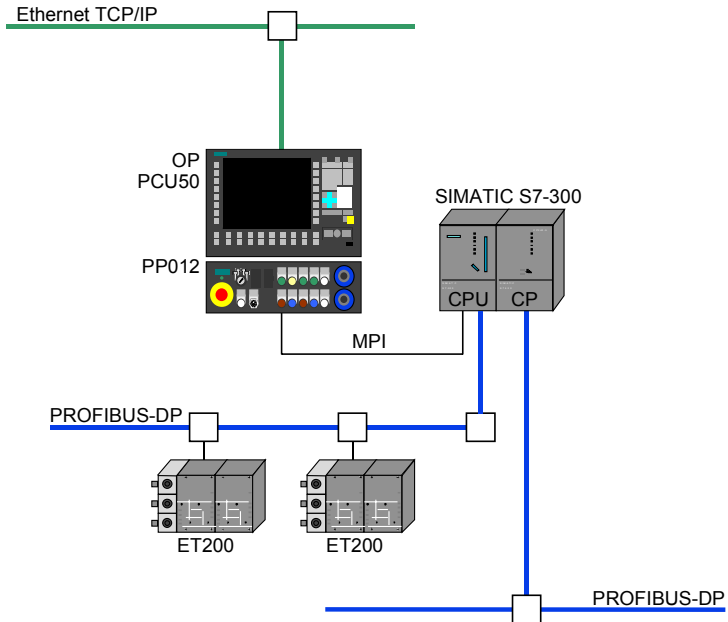 Ethernet TCP/IP
OP
PCU50
SIMATIC S7-300
PP012
CPU
CP
MPI
PROFIBUS-DP
ET200
ET200
PROFIBUS-DP